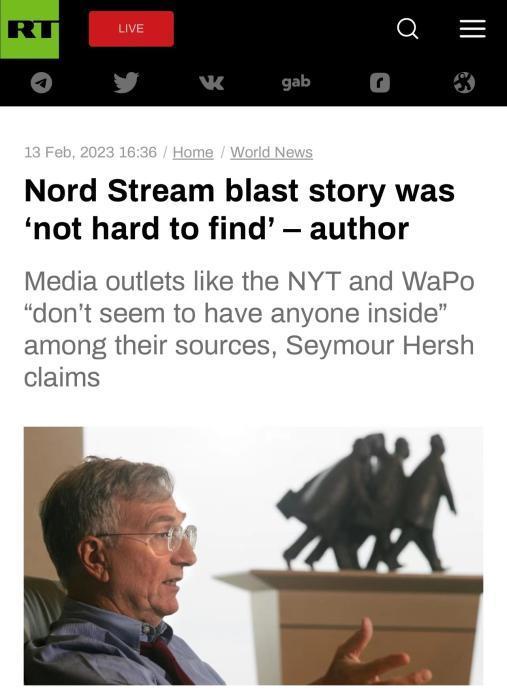 RT
LIVE
gab
13 Feb, 2023 16:36 / Home / World News
Nord Stream blast story was
‘not hard to find’ – author
Media outlets like the NYT and WaPo
“don’t seem to have anyone inside”
among their sources, Seymour Hersh
claims